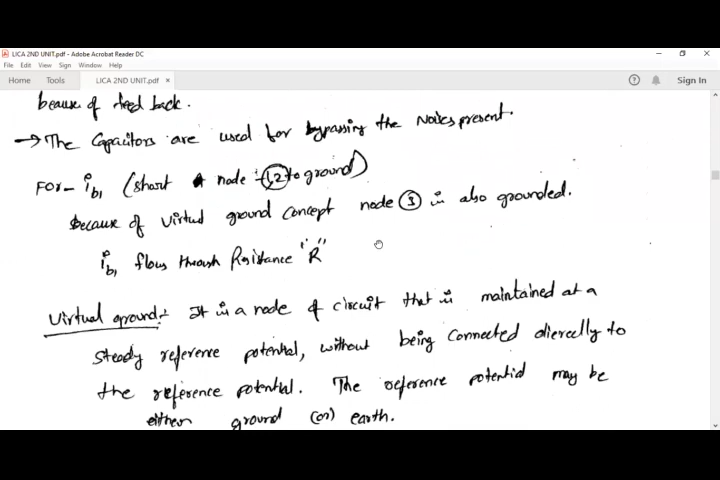 LICA 2ND UNIT.pdf - Adobe Acrobat Reader DC
File Edit View Sign Window Help
Home Tools LICA 2ND UNIT.pdf × Sign In
beause of feed back.
→ The Capacitors are used for bypassing the Noises present.
For - ib1 (short node -1,2 to ground)
Because of virtual ground concept node 3 is also grounded.
ib1 flows through Resistance "R"
Virtual ground:- It is a node of circuit that is maintained at a
steady reference potential, without being connected directly to
the reference potential. The reference potential may be
either ground (or) earth.